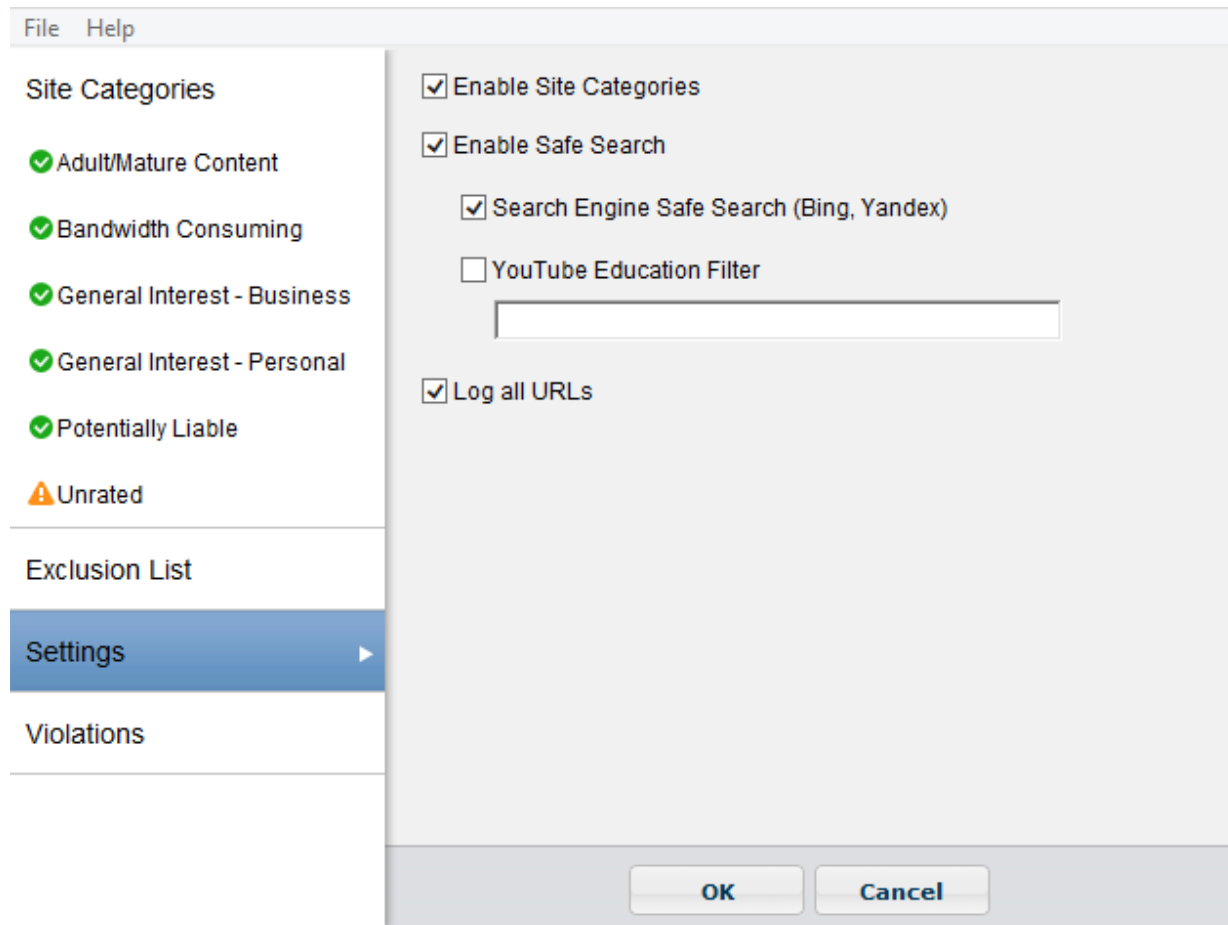 File Help
Site Categories
Adult/Mature Content
Bandwidth Consuming
General Interest - Business
General Interest - Personal
Potentially Liable
Unrated
Exclusion List
Settings
Violations
Enable Site Categories
Enable Safe Search
Search Engine Safe Search (Bing, Yandex)
YouTube Education Filter
Log all URLs
OK Cancel